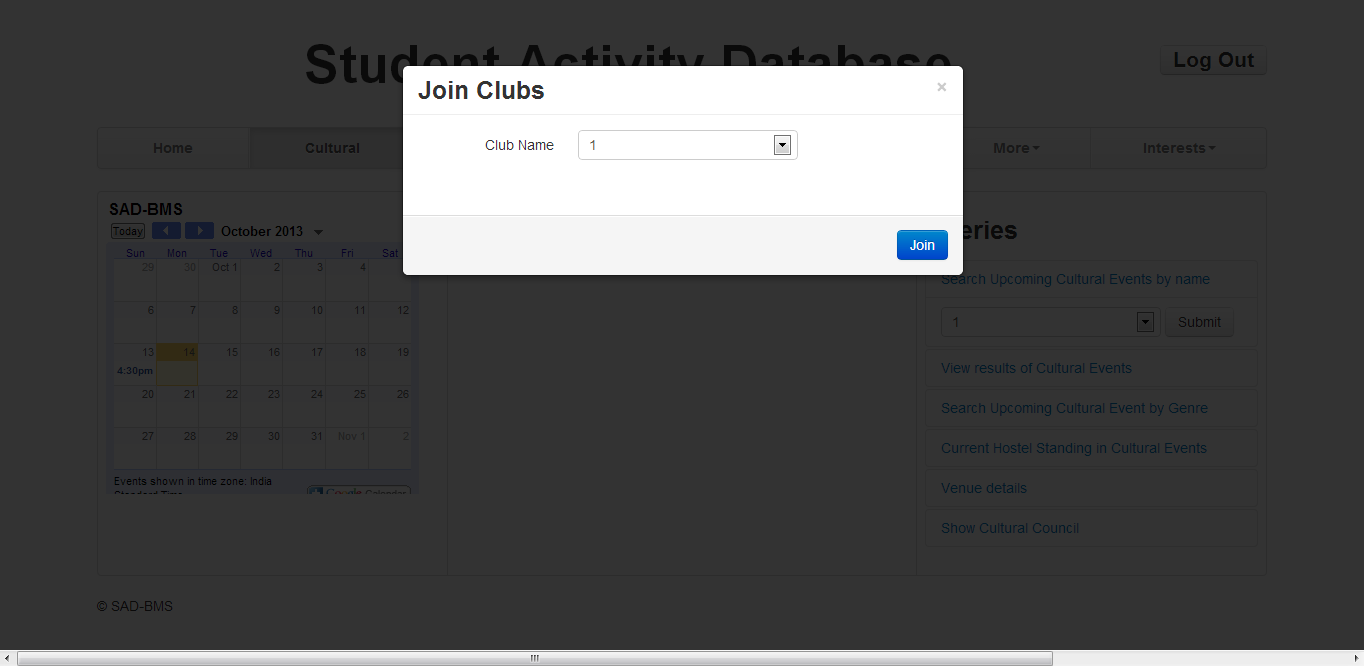 Student Activity Database
Log Out
Join Clubs
×
Club Name
1
Join
Home
Cultural
More
Interests
SAD-BMS
Today
October 2013
Sun Mon Tue Wed Thu Fri Sat
29 30 Oct 1 2 3 4
6 7 8 9 10 11 12
13 14 15 16 17 18 19
4:30pm
20 21 22 23 24 25 26
27 28 29 30 31 Nov 1 2
Events shown in time zone: India
Standard Time
Google Calendar
eries
Search Upcoming Cultural Events by name
1
Submit
View results of Cultural Events
Search Upcoming Cultural Event by Genre
Current Hostel Standing in Cultural Events
Venue details
Show Cultural Council
© SAD-BMS